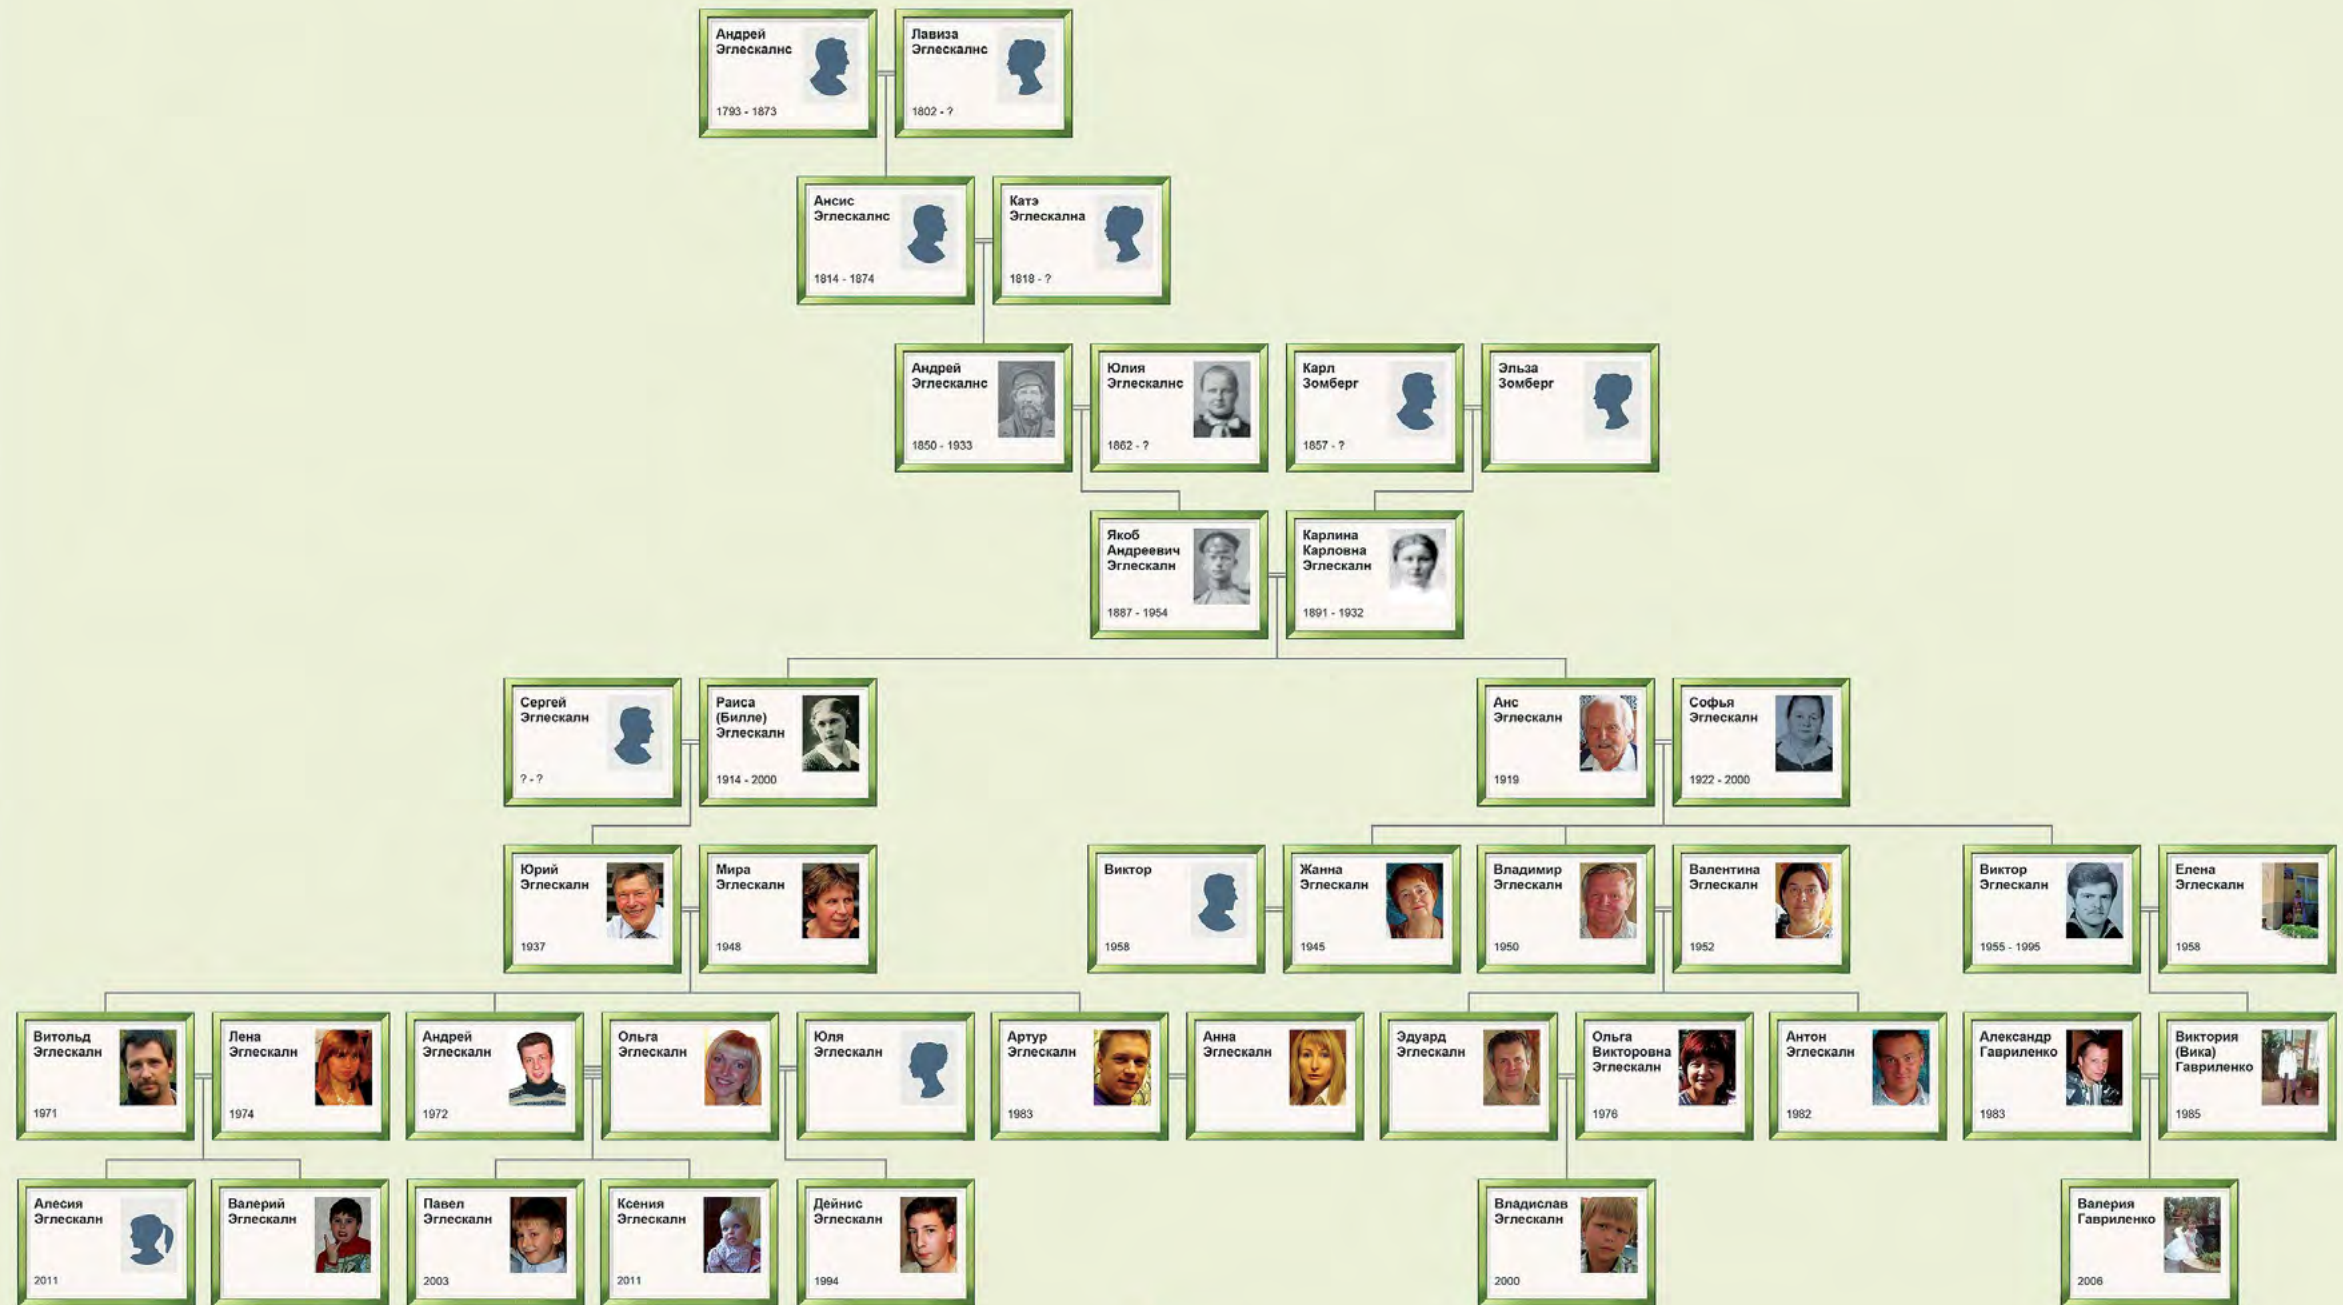 Андрей
Эглескалнс
1793 - 1873
Лавиза
Эглескалнс
1802 - ?
Ансис
Эглескалнс
1814 - 1874
Катэ
Эглескална
1818 - ?
Андрей
Эглескалнс
1850 - 1933
Юлия
Эглескалнс
1862 - ?
Карл
Зомберг
1857 - ?
Эльза
Зомберг
Якоб
Андреевич
Эглескалн
1887 - 1954
Карлина
Карловна
Эглескалн
1891 - 1932
Сергей
Эглескалн
? - ?
Раиса
(Билле)
Эглескалн
1914 - 2000
Анс
Эглескалн
1919
Софья
Эглескалн
1922 - 2000
Юрий
Эглескалн
1937
Мира
Эглескалн
1948
Виктор
1958
Жанна
Эглескалн
1945
Владимир
Эглескалн
1950
Валентина
Эглескалн
1952
Виктор
Эглескалн
1955 - 1995
Елена
Эглескалн
1958
Витольд
Эглескалн
1971
Лена
Эглескалн
1974
Андрей
Эглескалн
1972
Ольга
Эглескалн
Юля
Эглескалн
Артур
Эглескалн
1983
Анна
Эглескалн
Эдуард
Эглескалн
Ольга
Викторовна
Эглескалн
1976
Антон
Эглескалн
1982
Александр
Гавриленко
1983
Виктория
(Вика)
Гавриленко
1985
Алесия
Эглескалн
2011
Валерий
Эглескалн
Павел
Эглескалн
2003
Ксения
Эглескалн
2011
Дейнис
Эглескалн
1994
Владислав
Эглескалн
2000
Валерия
Гавриленко
2006